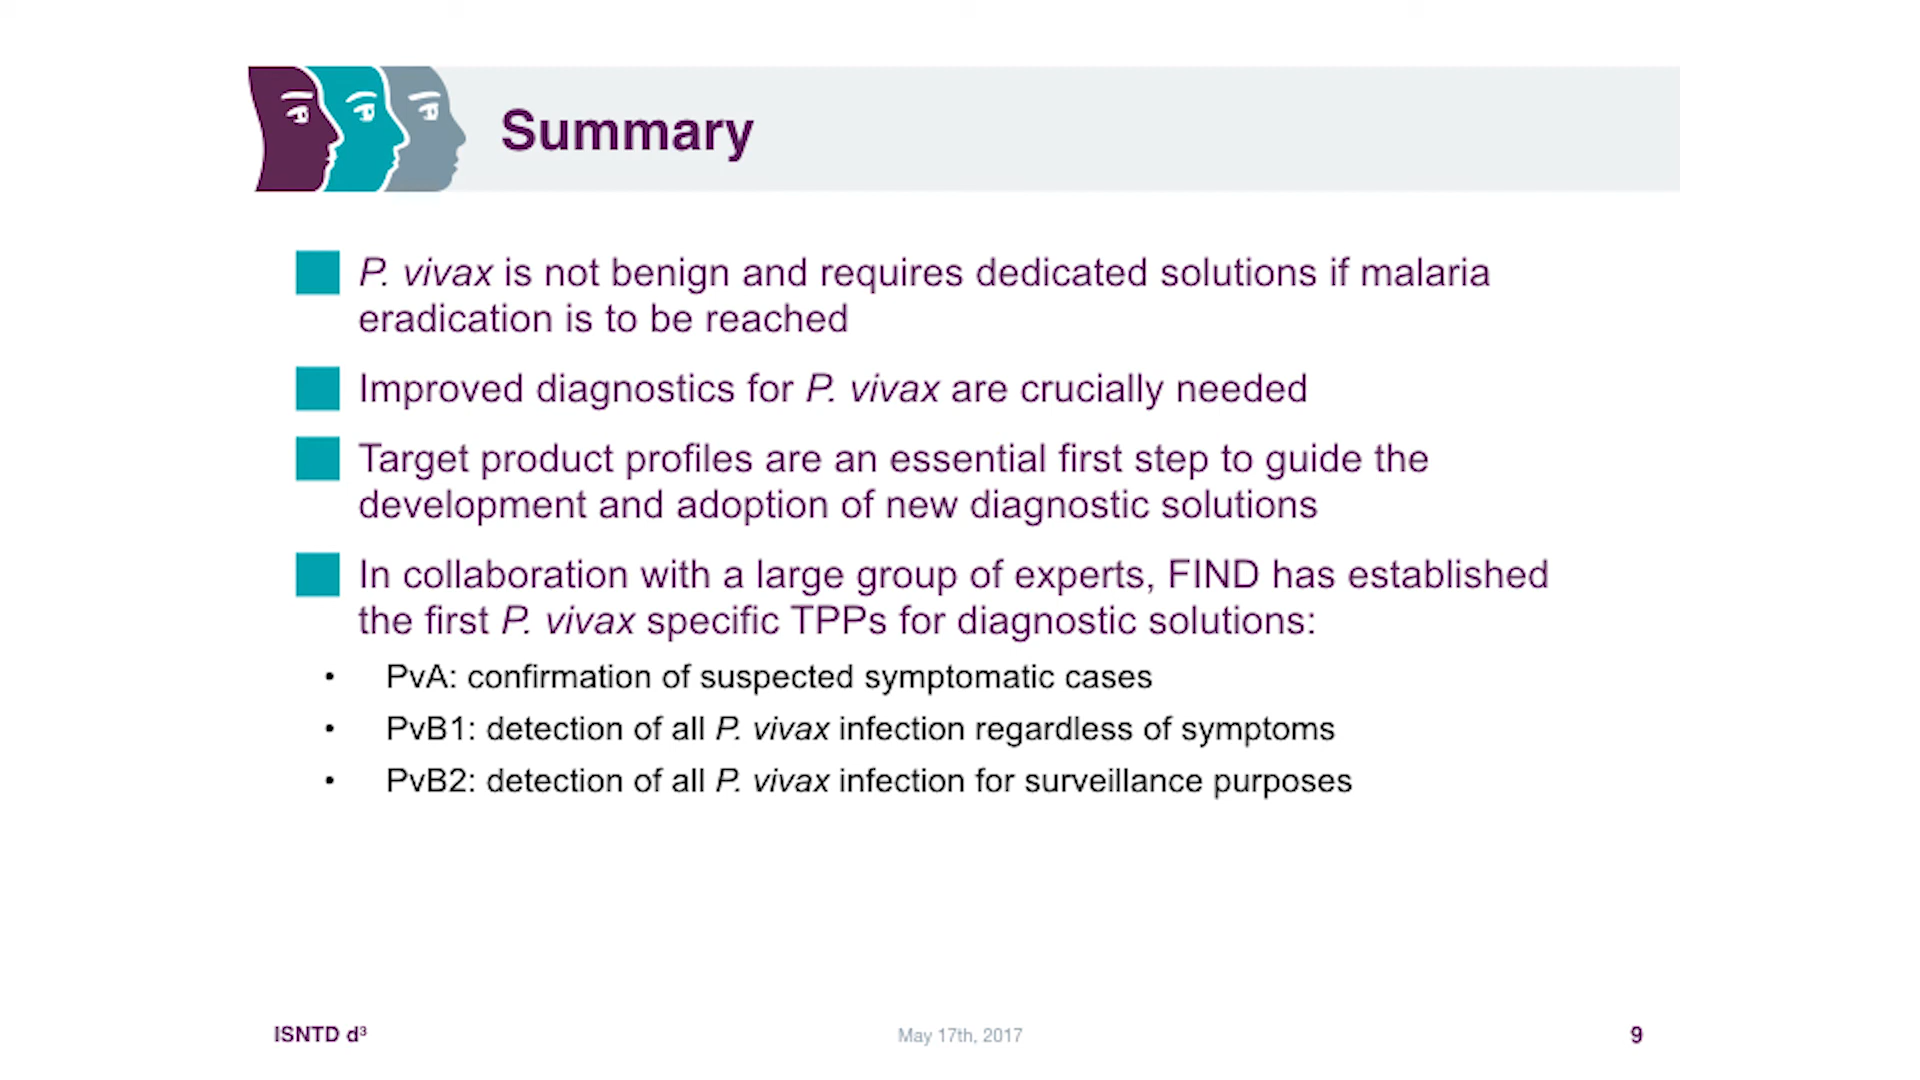 Summary
P. vivax is not benign and requires dedicated solutions if malaria
eradication is to be reached
Improved diagnostics for P. vivax are crucially needed
Target product profiles are an essential first step to guide the
development and adoption of new diagnostic solutions
In collaboration with a large group of experts, FIND has established
the first P. vivax specific TPPs for diagnostic solutions:
• PvA: confirmation of suspected symptomatic cases
• PvB1: detection of all P. vivax infection regardless of symptoms
• PvB2: detection of all P. vivax infection for surveillance purposes
ISNTD d³
May 17th, 2017
9